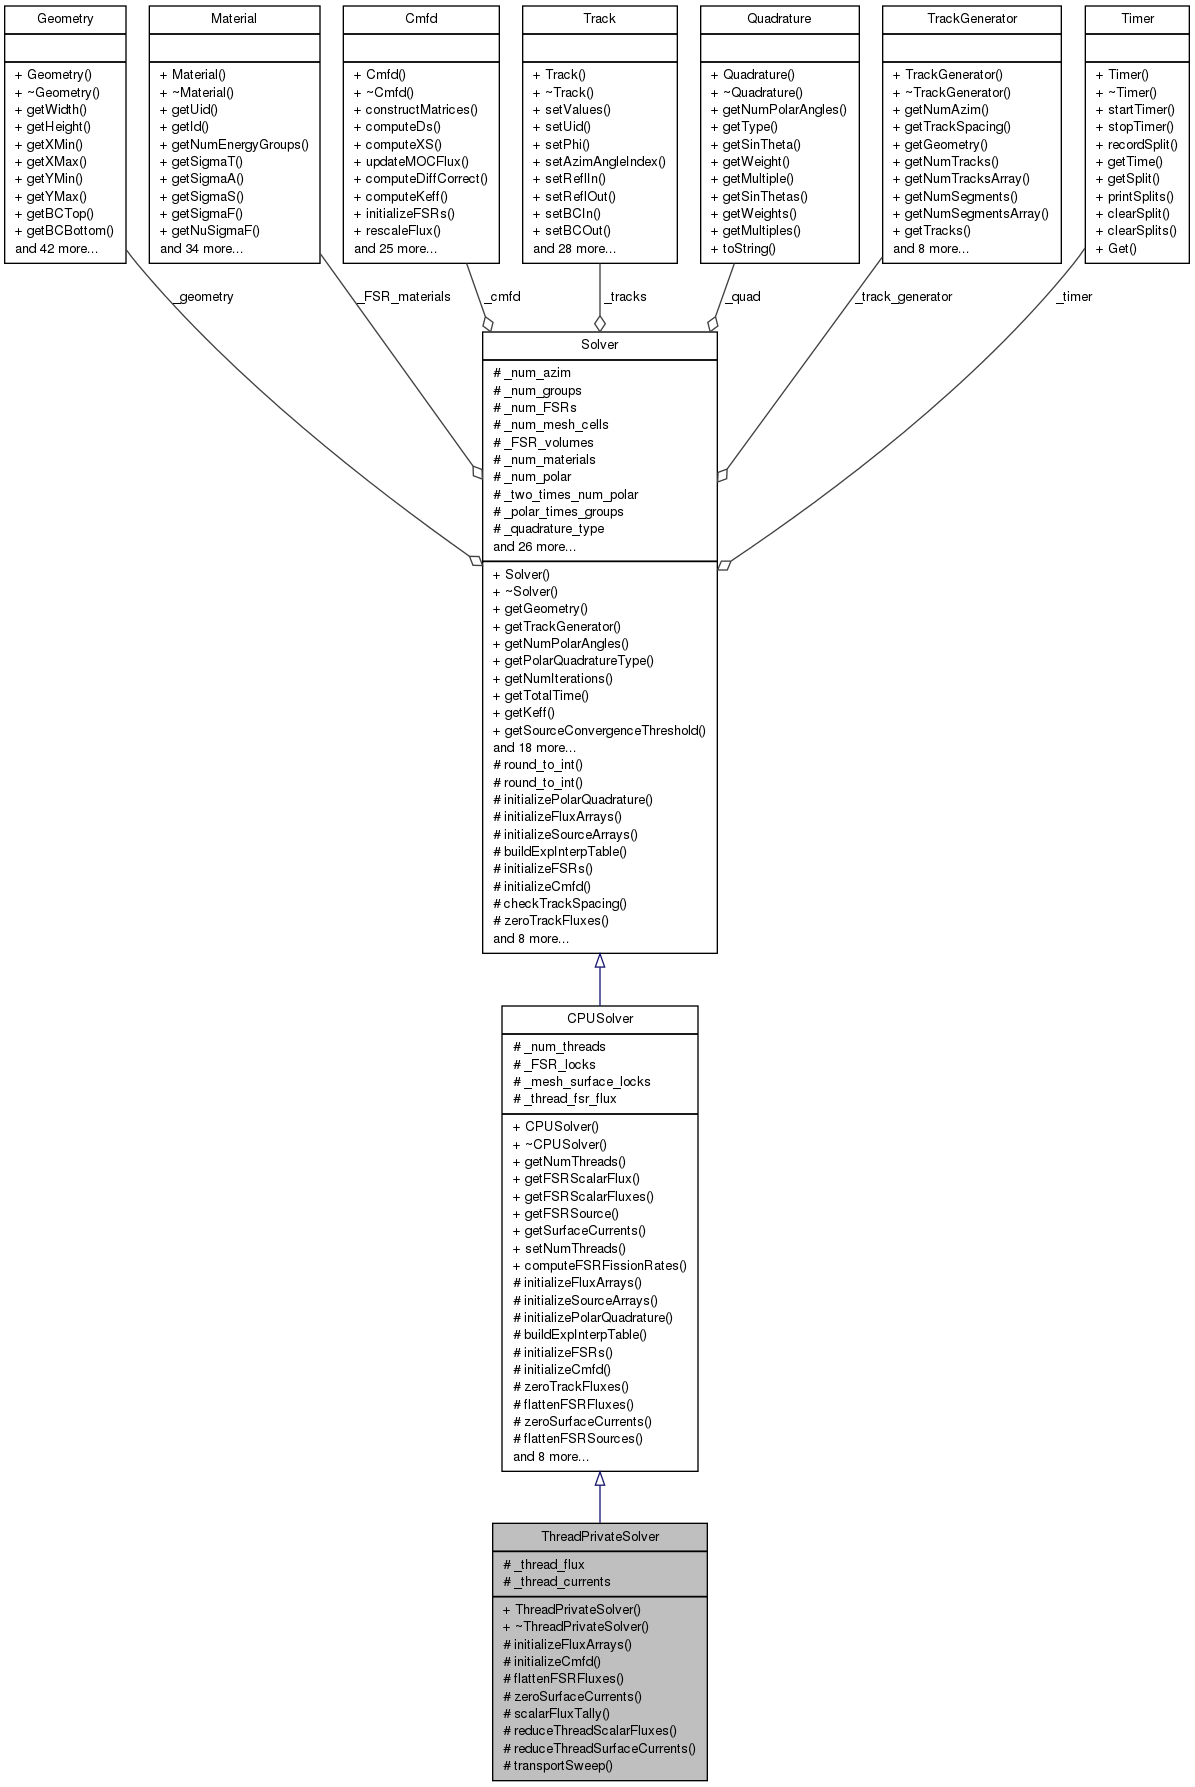 Geometry
+ Geometry()
+ ~Geometry()
+ getWidth()
+ getHeight()
+ getXMin()
+ getXMax()
+ getYMin()
+ getYMax()
+ getBCTop()
+ getBCBottom()
and 42 more...
Material
+ Material()
+ ~Material()
+ getUid()
+ getId()
+ getNumEnergyGroups()
+ getSigmaT()
+ getSigmaA()
+ getSigmaS()
+ getSigmaF()
+ getNuSigmaF()
and 34 more...
Cmfd
+ Cmfd()
+ ~Cmfd()
+ constructMatrices()
+ computeDs()
+ computeXS()
+ updateMOCFlux()
+ computeDiffCorrect()
+ computeKeff()
+ initializeFSRs()
+ rescaleFlux()
and 25 more...
Track
+ Track()
+ ~Track()
+ setValues()
+ setUid()
+ setPhi()
+ setAzimAngleIndex()
+ setReflIn()
+ setReflOut()
+ setBCIn()
+ setBCOut()
and 28 more...
Quadrature
+ Quadrature()
+ ~Quadrature()
+ getNumPolarAngles()
+ getType()
+ getSinTheta()
+ getWeight()
+ getMultiple()
+ getSinThetas()
+ getWeights()
+ getMultiples()
+ toString()
TrackGenerator
+ TrackGenerator()
+ ~TrackGenerator()
+ getNumAzim()
+ getTrackSpacing()
+ getGeometry()
+ getNumTracks()
+ getNumTracksArray()
+ getNumSegments()
+ getNumSegmentsArray()
+ getTracks()
and 8 more...
Timer
+ Timer()
+ ~Timer()
+ startTimer()
+ stopTimer()
+ recordSplit()
+ getTime()
+ getSplit()
+ printSplits()
+ clearSplit()
+ clearSplits()
+ Get()
_geometry
_FSR_materials
_cmfd
_tracks
_quad
_track_generator
_timer
Solver
# _num_azim
# _num_groups
# _num_FSRs
# _num_mesh_cells
# _FSR_volumes
# _num_materials
# _num_polar
# _two_times_num_polar
# _polar_times_groups
# _quadrature_type
and 26 more...
+ Solver()
+ ~Solver()
+ getGeometry()
+ getTrackGenerator()
+ getNumPolarAngles()
+ getPolarQuadratureType()
+ getNumIterations()
+ getTotalTime()
+ getKeff()
+ getSourceConvergenceThreshold()
and 18 more...
# round_to_int()
# round_to_int()
# initializePolarQuadrature()
# initializeFluxArrays()
# initializeSourceArrays()
# buildExpInterpTable()
# initializeFSRs()
# initializeCmfd()
# checkTrackSpacing()
# zeroTrackFluxes()
and 8 more...
CPUSolver
# _num_threads
# _FSR_locks
# _mesh_surface_locks
# _thread_fsr_flux
+ CPUSolver()
+ ~CPUSolver()
+ getNumThreads()
+ getFSRScalarFlux()
+ getFSRScalarFluxes()
+ getFSRSource()
+ getSurfaceCurrents()
+ setNumThreads()
+ computeFSRFissionRates()
# initializeFluxArrays()
# initializeSourceArrays()
# initializePolarQuadrature()
# buildExpInterpTable()
# initializeFSRs()
# initializeCmfd()
# zeroTrackFluxes()
# flattenFSRFluxes()
# zeroSurfaceCurrents()
# flattenFSRSources()
and 8 more...
ThreadPrivateSolver
# _thread_flux
# _thread_currents
+ ThreadPrivateSolver()
+ ~ThreadPrivateSolver()
# initializeFluxArrays()
# initializeCmfd()
# flattenFSRFluxes()
# zeroSurfaceCurrents()
# scalarFluxTally()
# reduceThreadScalarFluxes()
# reduceThreadSurfaceCurrents()
# transportSweep()